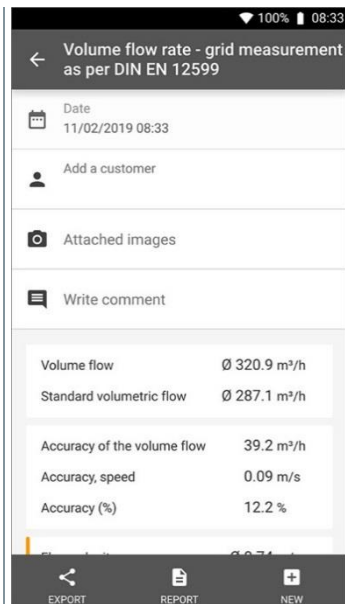 100% 08:33
Volume flow rate - grid measurement
as per DIN EN 12599
Date
11/02/2019 08:33
Add a customer
Attached images
Write comment
Volume flow Ø 320.9 m³/h
Standard volumetric flow Ø 287.1 m³/h
Accuracy of the volume flow 39.2 m³/h
Accuracy, speed 0.09 m/s
Accuracy (%) 12.2 %
EXPORT REPORT NEW